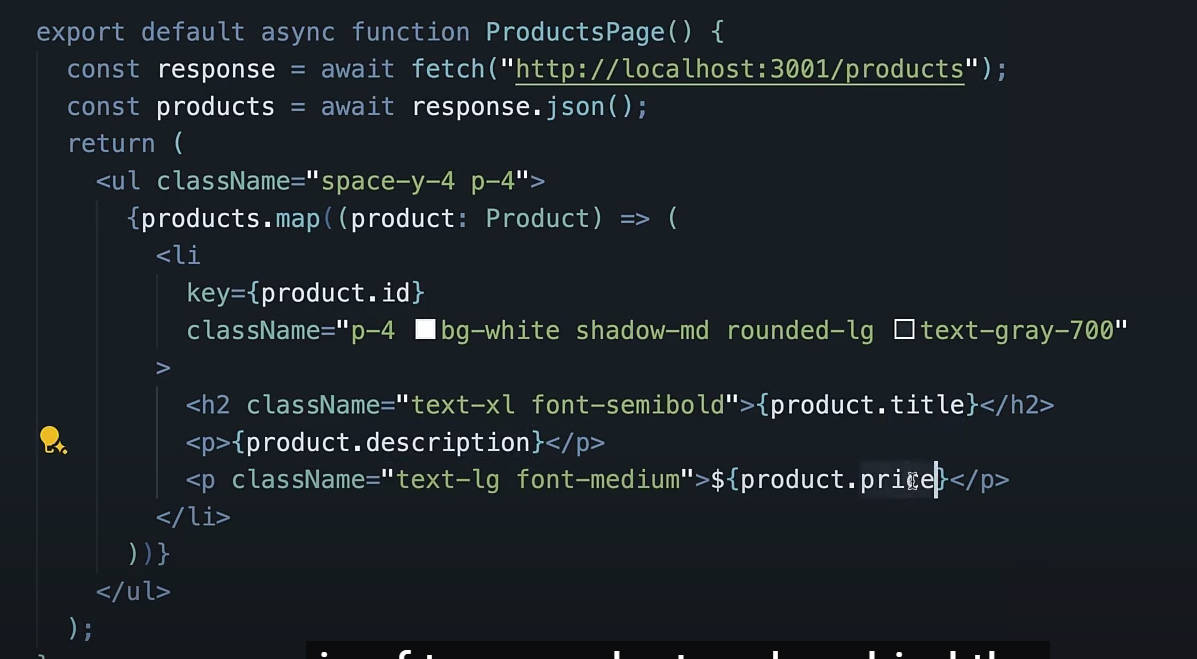 export default async function ProductsPage() {
const response = await fetch("http://localhost:3001/products");
const products = await response.json();
return (
<ul className="space-y-4 p-4">
{products.map((product: Product) => (
<li
key={product.id}
className="p-4 bg-white shadow-md rounded-lg text-gray-700"
>
<h2 className="text-xl font-semibold">{product.title}</h2>
<p>{product.description}</p>
<p className="text-lg font-medium">${product.price}</p>
</li>
))}
</ul>
);
}